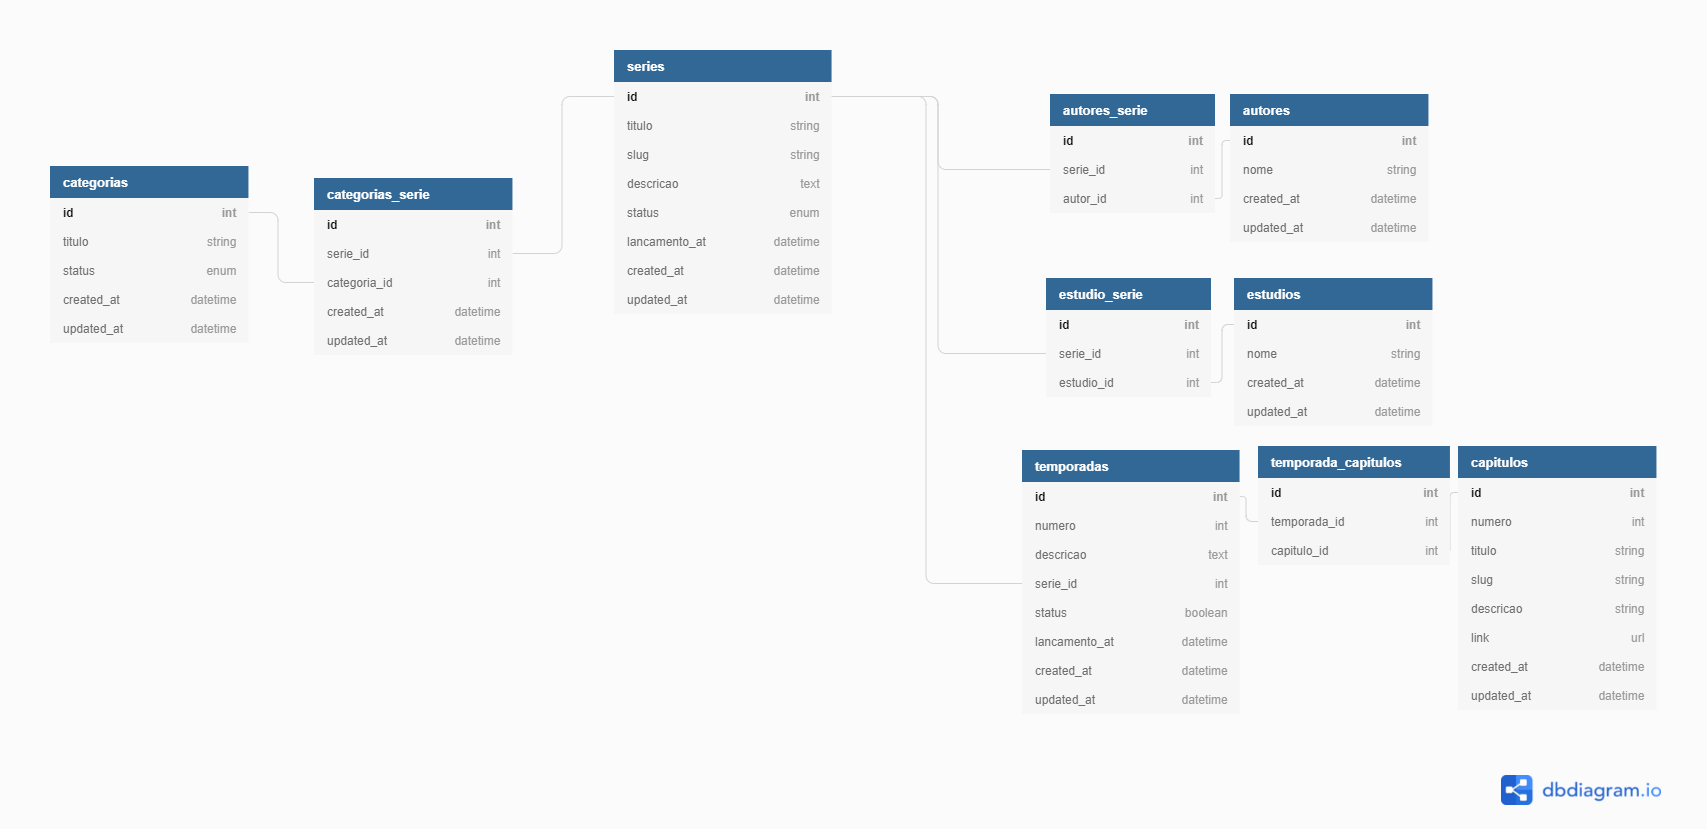 series
id int
titulo string
slug string
descricao text
status enum
lancamento_at datetime
created_at datetime
updated_at datetime
categorias
id int
titulo string
status enum
created_at datetime
updated_at datetime
categorias_serie
id int
serie_id int
categoria_id int
created_at datetime
updated_at datetime
autores_serie
id int
serie_id int
autor_id int
autores
id int
nome string
created_at datetime
updated_at datetime
estudio_serie
id int
serie_id int
estudio_id int
estudios
id int
nome string
created_at datetime
updated_at datetime
temporadas
id int
numero int
descricao text
serie_id int
status boolean
lancamento_at datetime
created_at datetime
updated_at datetime
temporada_capitulos
id int
temporada_id int
capitulo_id int
capitulos
id int
numero int
titulo string
slug string
descricao string
link url
created_at datetime
updated_at datetime
dbdiagram.io